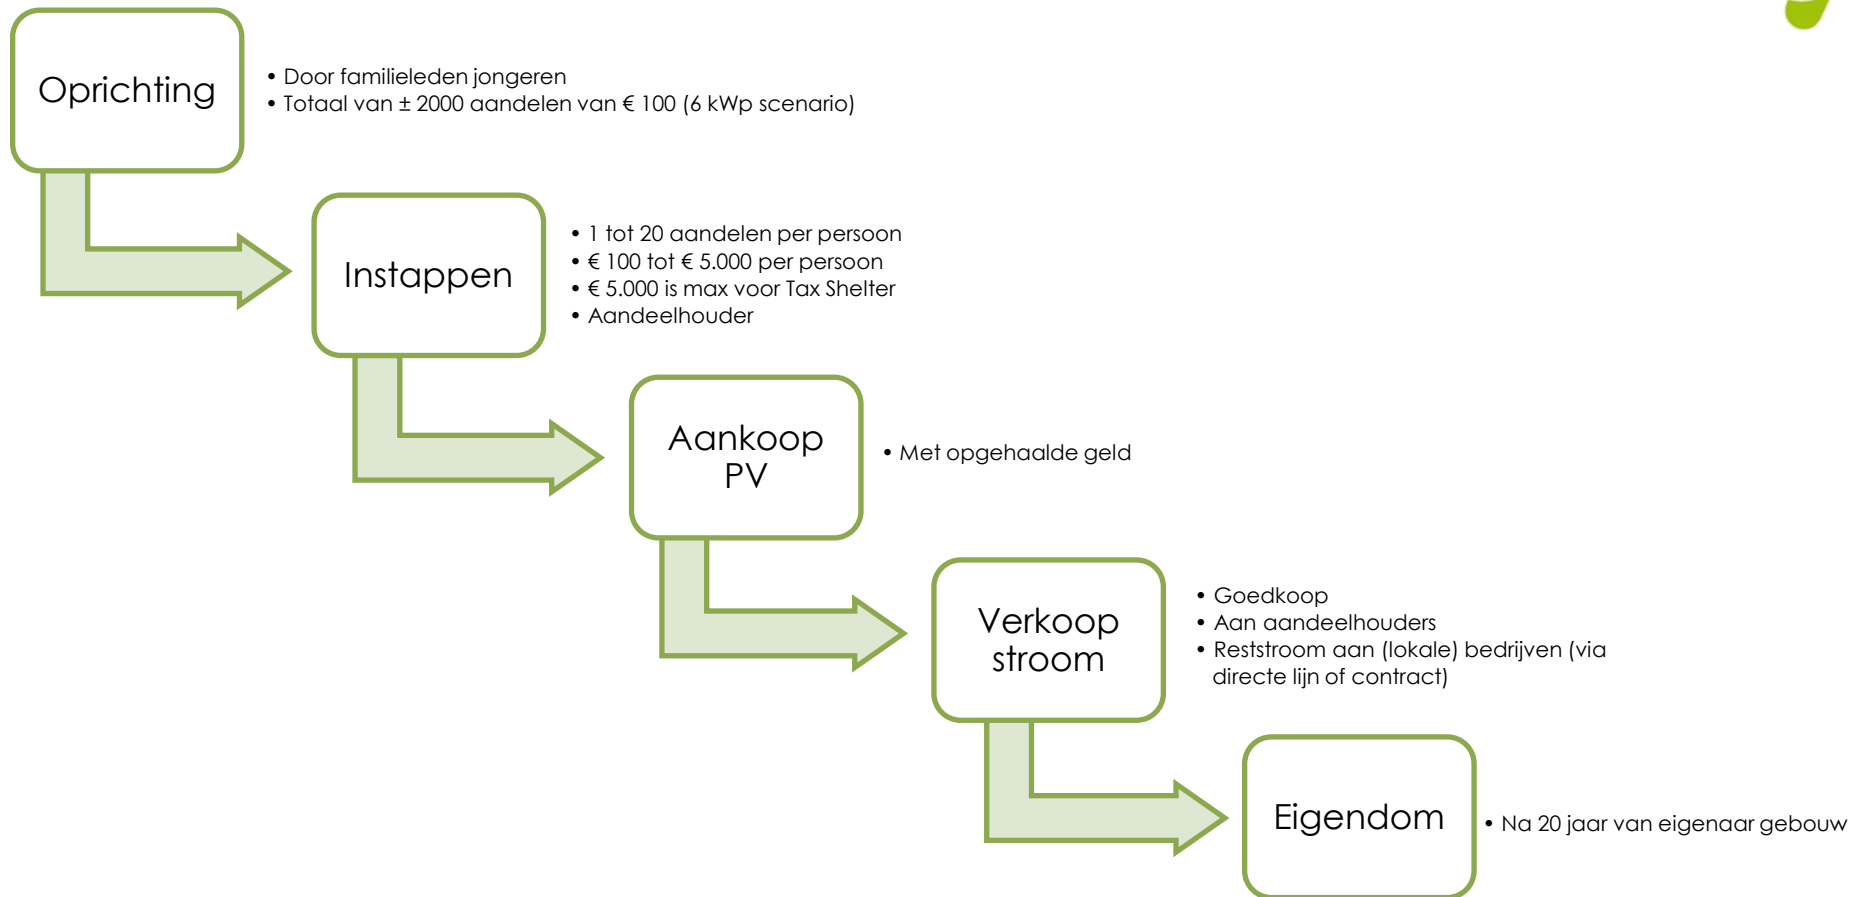 Oprichting
• Door familieleden jongeren
• Totaal van ± 2000 aandelen van € 100 (6 kWp scenario)
Instappen
• 1 tot 20 aandelen per persoon
• € 100 tot € 5.000 per persoon
• € 5.000 is max voor Tax Shelter
• Aandeelhouder
Aankoop
PV
• Met opgehaalde geld
Verkoop
stroom
• Goedkoop
• Aan aandeelhouders
• Reststroom aan (lokale) bedrijven (via
directe lijn of contract)
Eigendom
• Na 20 jaar van eigenaar gebouw